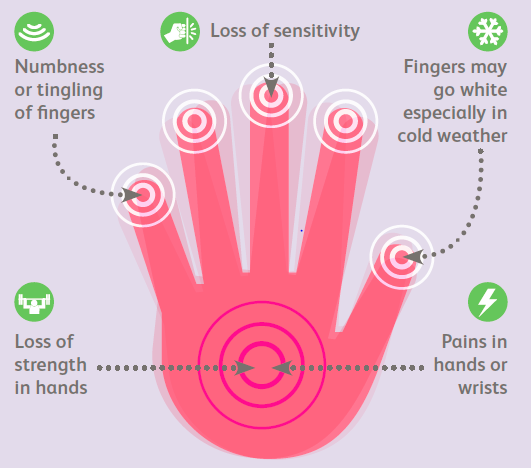 Loss of sensitivity
Numbness
or tingling
of fingers
Fingers may
go white
especially in
cold weather
Loss of
strength
in hands
Pains in
hands or
wrists